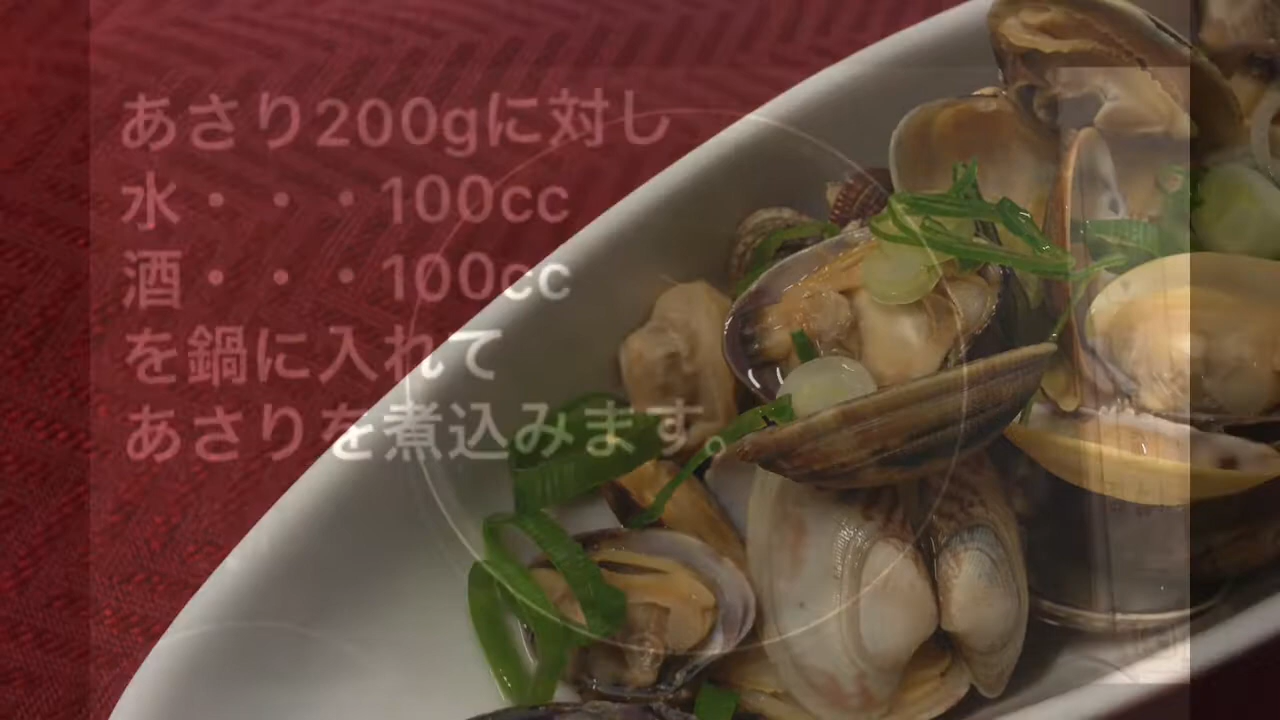 あさり200gに対し
水・・・100cc
酒・・・100cc
を鍋に入れて
あさりを煮込みます。